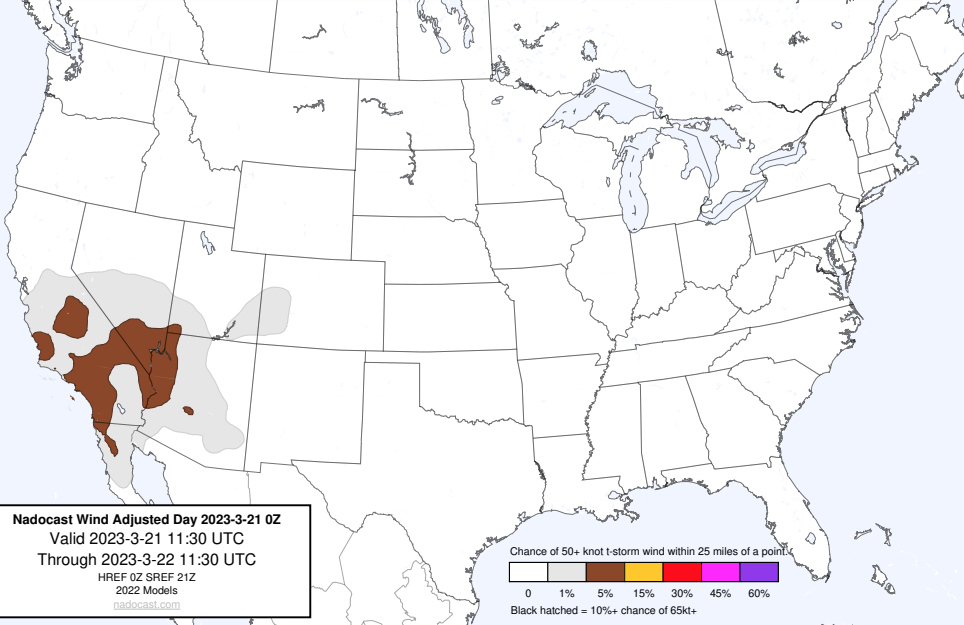 Nadocast Wind Adjusted Day 2023-3-21 0Z
Valid 2023-3-21 11:30 UTC
Through 2023-3-22 11:30 UTC
HREF 0Z SREF 21Z
2022 Models
nadocast.com
Chance of 50+ knot t-storm wind within 25 miles of a point.
0 1% 5% 15% 30% 45% 60%
Black hatched = 10%+ chance of 65kt+